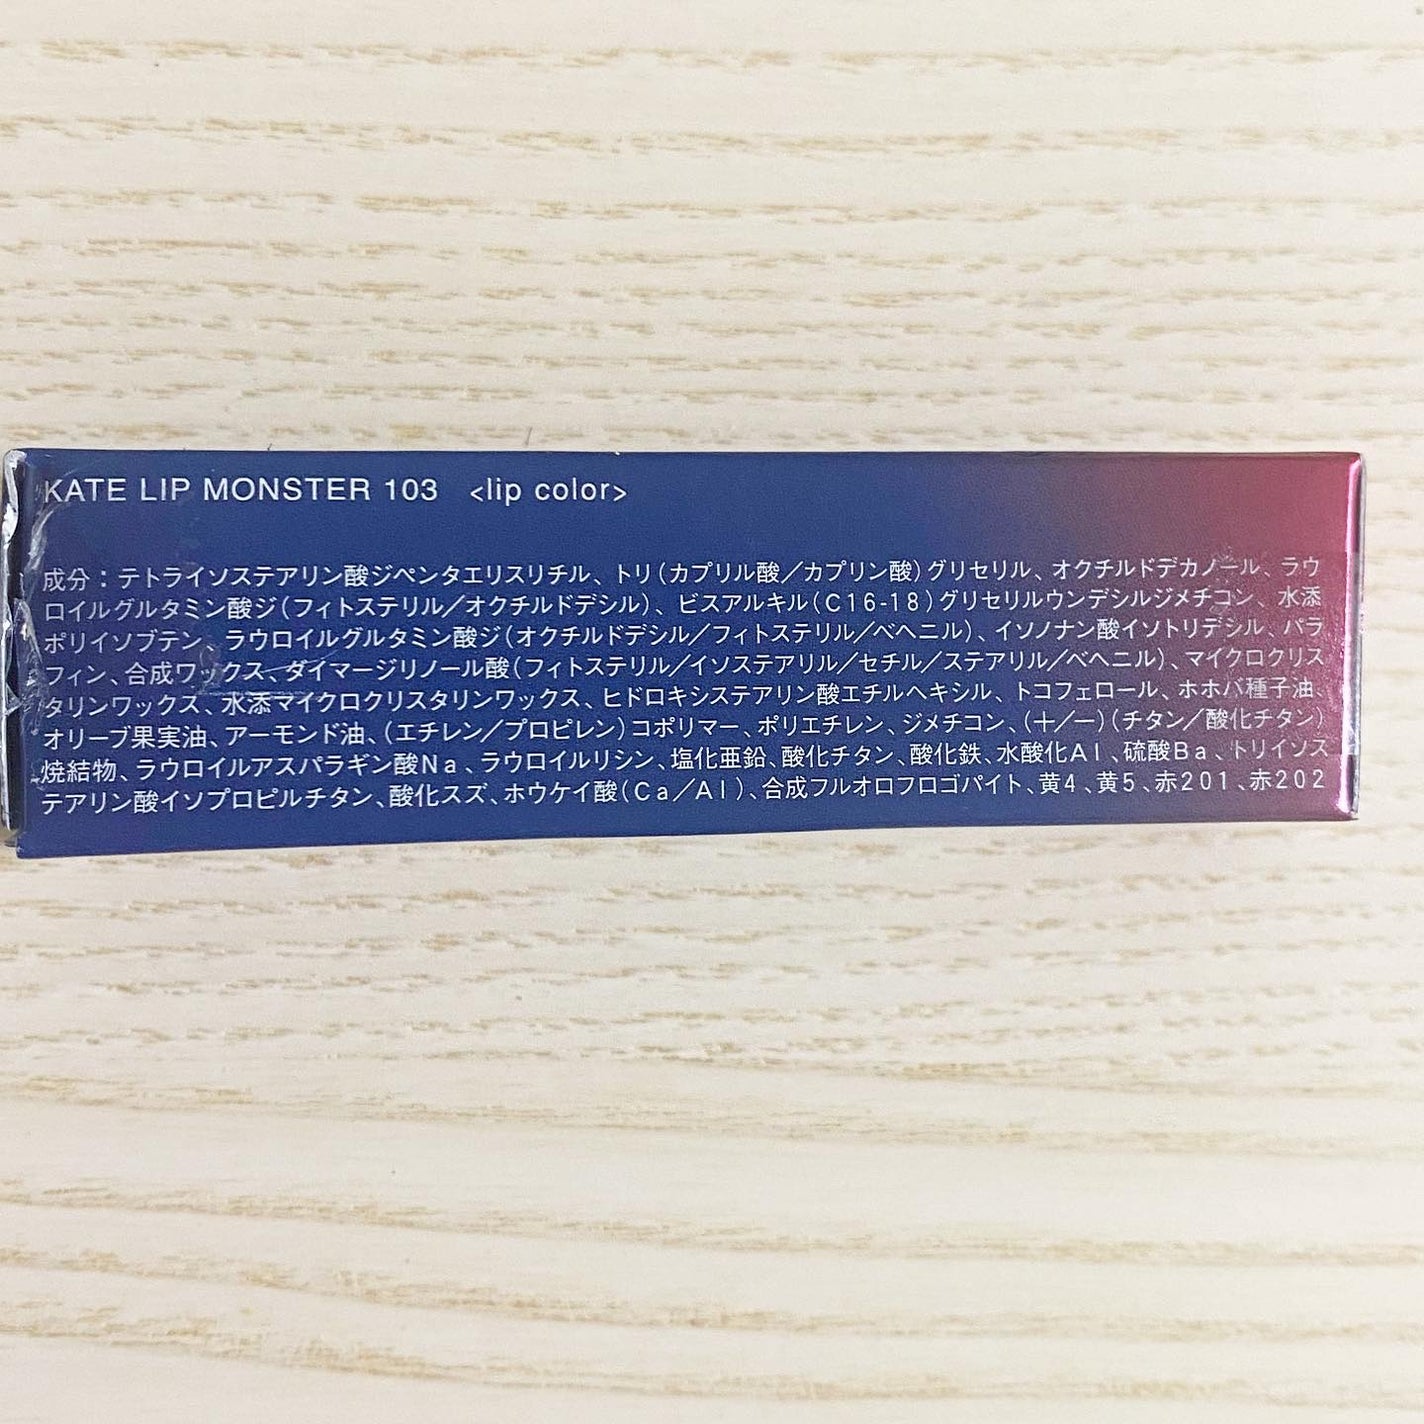 KATE LIP MONSTER 103 <lip color>
成分：テトライソステアリン酸ジペンタエリスリチル、トリ（カプリル酸／カプリン酸）グリセリル、オクチルドデカノール、ラウ
ロイルグルタミン酸ジ（フィトステリル／オクチルドデシル）、ビスアルキル（C16-18）グリセリルウンデシルジメチコン、水添
ポリイソブテン、ラウロイルグルタミン酸ジ（オクチルドデシル／フィトステリル／ベヘニル）、イソノナン酸イソトリデシル、パラ
フィン、合成ワックス、ダイマージリノール酸（フィトステリル／イソステアリル／セチル／ステアリル／ベヘニル）、マイクロクリス
タリンワックス、水添マイクロクリスタリンワックス、ヒドロキシステアリン酸エチルヘキシル、トコフェロール、ホホバ種子油、
オリーブ果実油、アーモンド油、（エチレン／プロピレン）コポリマー、ポリエチレン、ジメチコン、（＋／−）（チタン／酸化チタン）
焼結物、ラウロイルアスパラギン酸Na、ラウロイルリシン、塩化亜鉛、酸化チタン、酸化鉄、水酸化Al、硫酸Ba、トリイソス
テアリン酸イソプロピルチタン、酸化スズ、ホウケイ酸（Ca／Al）、合成フルオロフロゴパイト、黄4、黄5、赤201、赤202